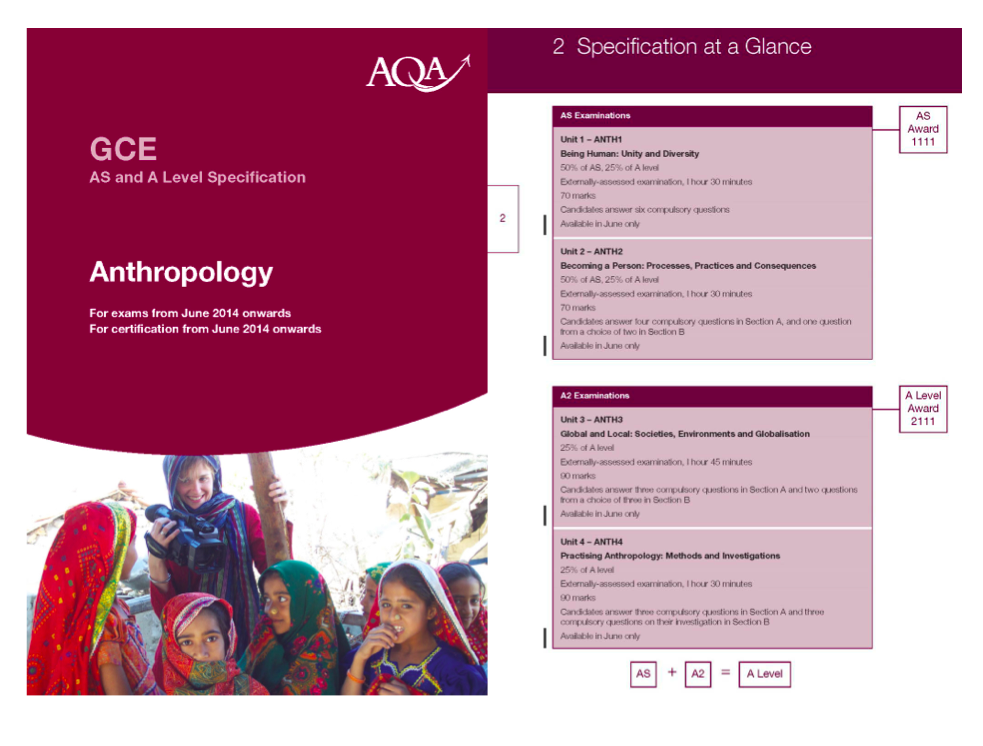 AQA
GCE
AS and A Level Specification
Anthropology
For exams from June 2014 onwards
For certification from June 2014 onwards
2 Specification at a Glance
2
AS Examinations
Unit 1 – ANTH1
Being Human: Unity and Diversity
50% of AS, 25% of A level
Externally-assessed examination, 1 hour 30 minutes
70 marks
Candidates answer six compulsory questions
Available in June only
Unit 2 – ANTH2
Becoming a Person: Processes, Practices and Consequences
50% of AS, 25% of A level
Externally-assessed examination, 1 hour 30 minutes
70 marks
Candidates answer four compulsory questions in Section A, and one question
from a choice of two in Section B
Available in June only
AS
Award
1111
A2 Examinations
Unit 3 – ANTH3
Global and Local: Societies, Environments and Globalisation
25% of A level
Externally-assessed examination, 1 hour 45 minutes
90 marks
Candidates answer three compulsory questions in Section A and two questions
from a choice of three in Section B
Available in June only
Unit 4 – ANTH4
Practising Anthropology: Methods and Investigations
25% of A level
Externally-assessed examination, 1 hour 30 minutes
90 marks
Candidates answer three compulsory questions in Section A and three
compulsory questions on their investigation in Section B
Available in June only
A Level
Award
2111
AS + A2 = A Level